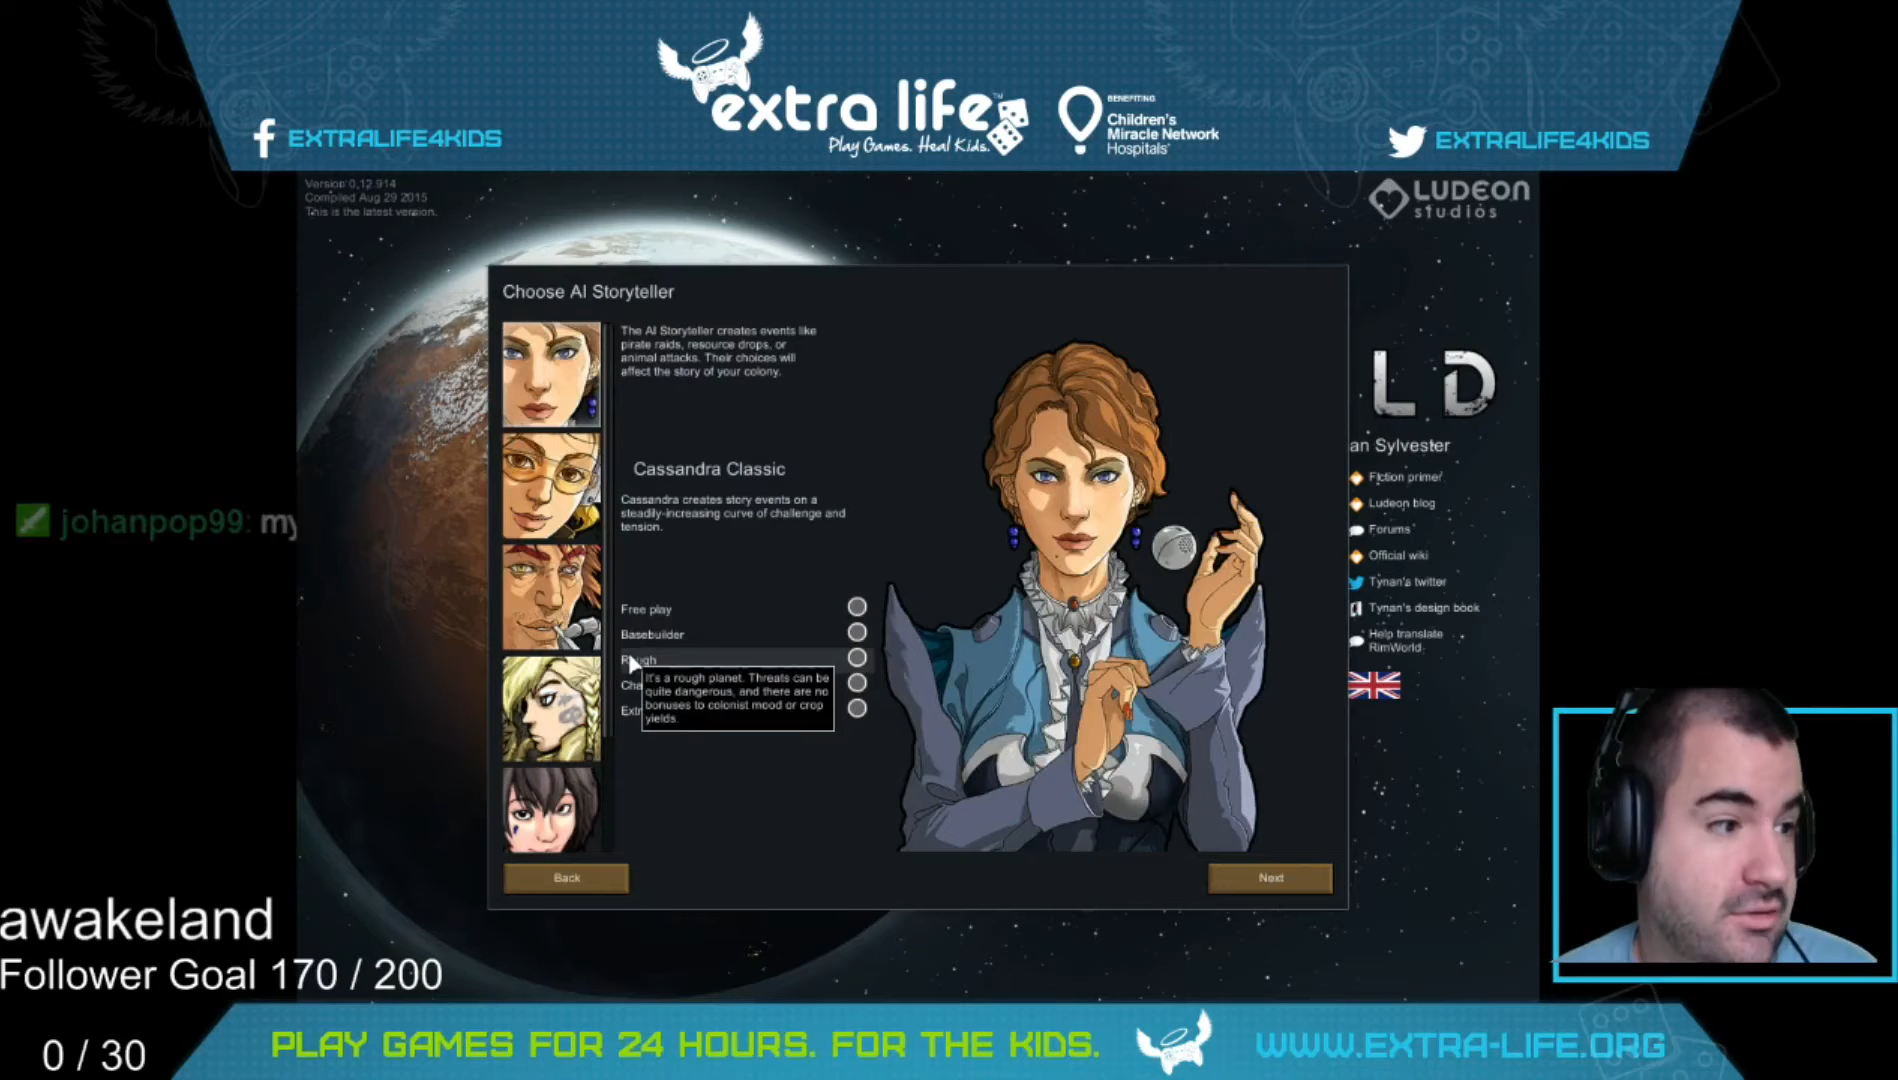 extra life™
Play Games. Heal Kids.
BENEFITING
Children's
Miracle Network
Hospitals
EXTRALIFE4KIDS
EXTRALIFE4KIDS
Version 0.12.914
Compiled Aug 29 2015
This is the latest version.
LUDEON
studios
Choose AI Storyteller
The AI Storyteller creates events like
pirate raids, resource drops, or
animal attacks. Their choices will
affect the story of your colony.
Cassandra Classic
Cassandra creates story events on a
steadily-increasing curve of challenge and
tension.
Free play
Basebuilder
Rough
Cha
Extr
It's a rough planet. Threats can be
quite dangerous, and there are no
bonuses to colonist mood or crop
yields.
Back
Next
LD
an Sylvester
Fiction primer
Ludeon blog
Forums
Official wiki
Tynan's twitter
Tynan's design book
Help translate
RimWorld
johanpop99: my
awakeland
Follower Goal 170 / 200
0 / 30
PLAY GAMES FOR 24 HOURS. FOR THE KIDS.
WWW.EXTRA-LIFE.ORG